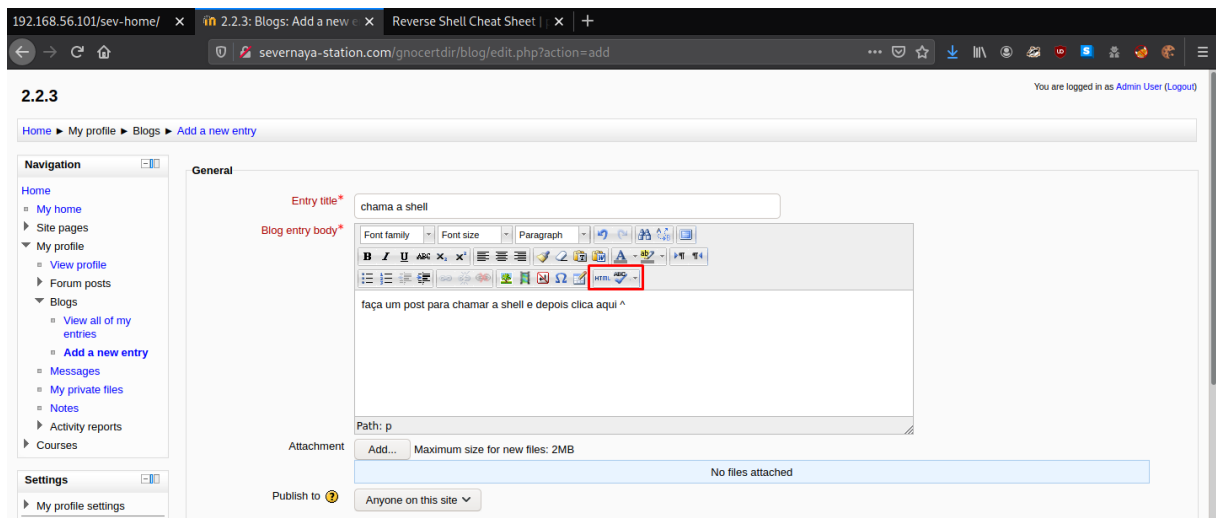 192.168.56.101/sev-home/ 2.2.3: Blogs: Add a new e Reverse Shell Cheat Sheet |
severnaya-station.com/gnocertdir/blog/edit.php?action=add
2.2.3
You are logged in as Admin User (Logout)
Home ► My profile ► Blogs ► Add a new entry
Navigation
Home
My home
Site pages
My profile
View profile
Forum posts
Blogs
View all of my
entries
Add a new entry
Messages
My private files
Notes
Activity reports
Courses
Settings
My profile settings
General
Entry title*
chama a shell
Blog entry body*
Font family Font size Paragraph
B I U ABC x₂ x² A ab
Ω HTML ABC
faça um post para chamar a shell e depois clica aqui ^
Path: p
Attachment
Add... Maximum size for new files: 2MB
No files attached
Publish to
Anyone on this site